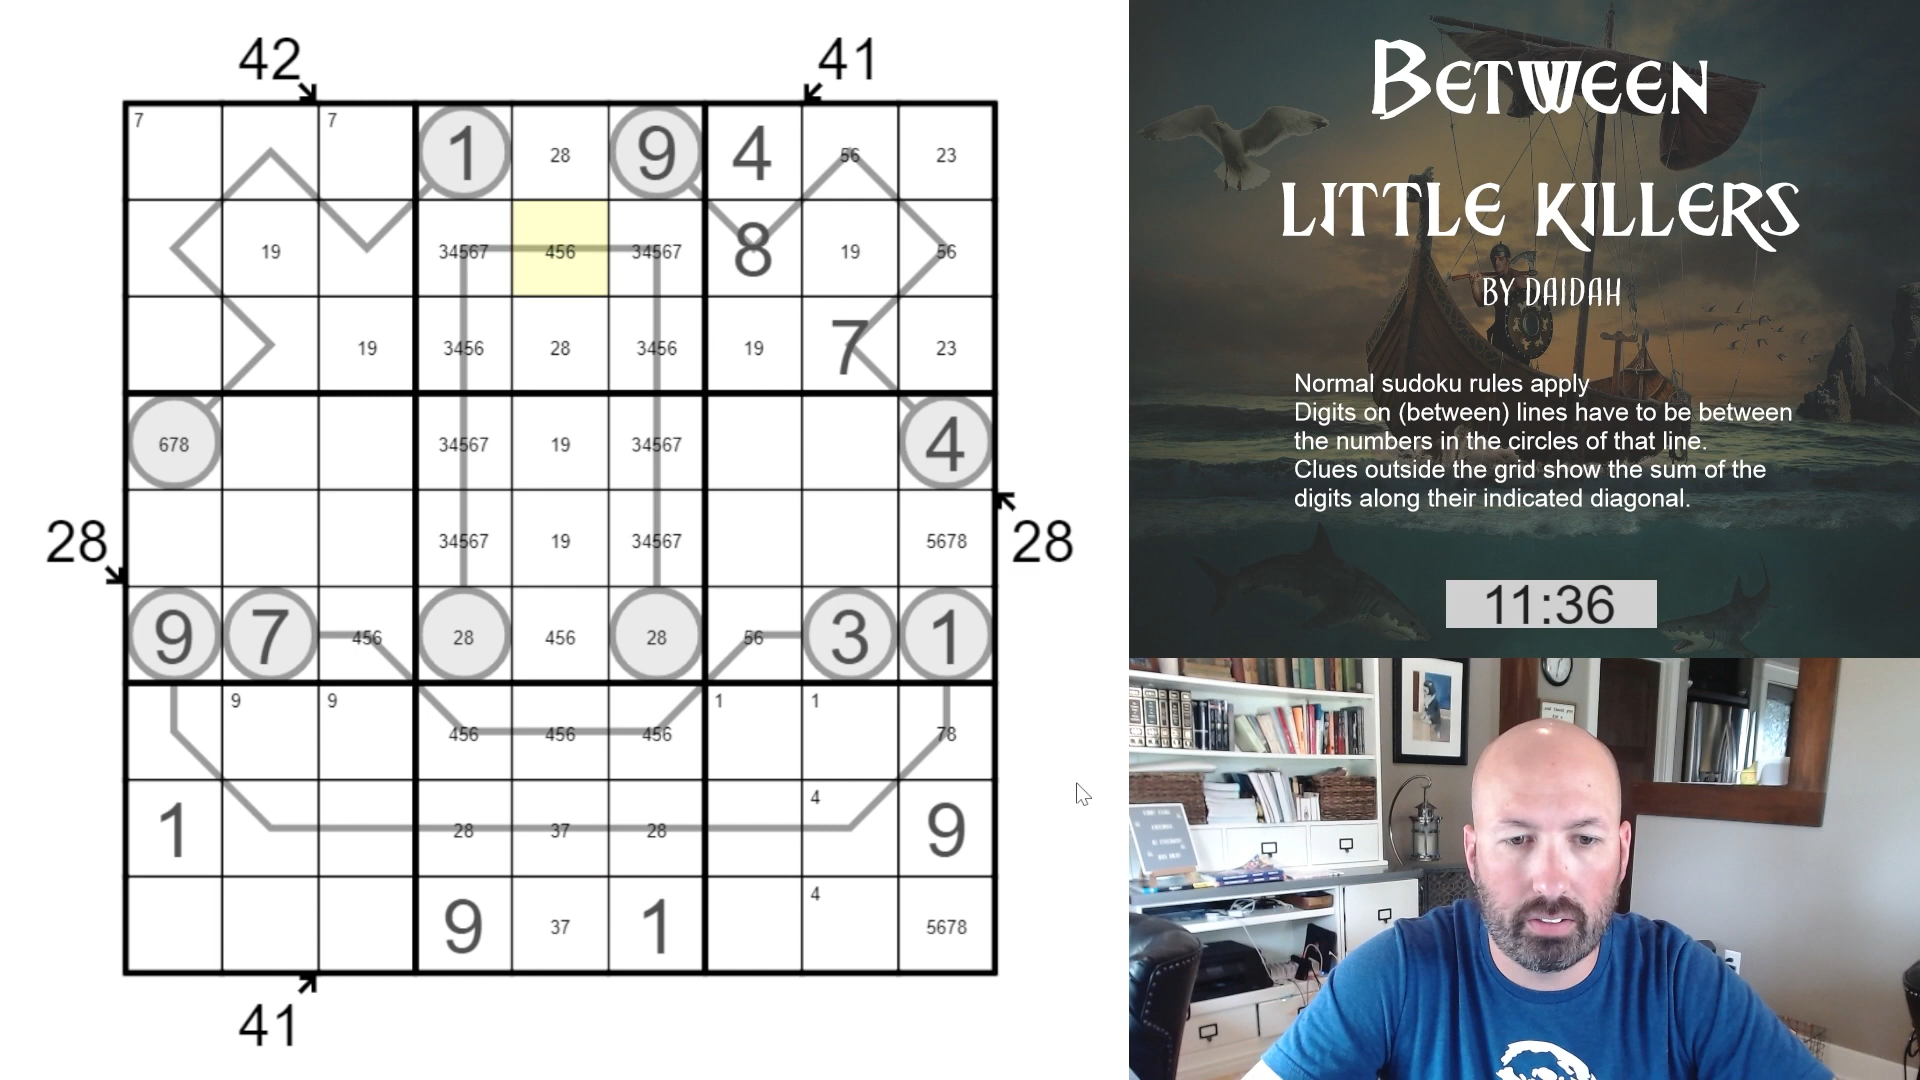 42 41
7 7 1 28 9 4 56 23
19 34567 456 34567 8 19 56
19 3456 28 3456 19 7 23
678 34567 19 34567 4
34567 19 34567 5678
28 28
9 7 456 28 456 28 56 3 1
9 9 456 456 456 1 1 78
1 28 37 28 4 9
9 37 1 4 5678
41
Between
little killers
by Daidah
Normal sudoku rules apply
Digits on (between) lines have to be between
the numbers in the circles of that line.
Clues outside the grid show the sum of the
digits along their indicated diagonal.
11:36